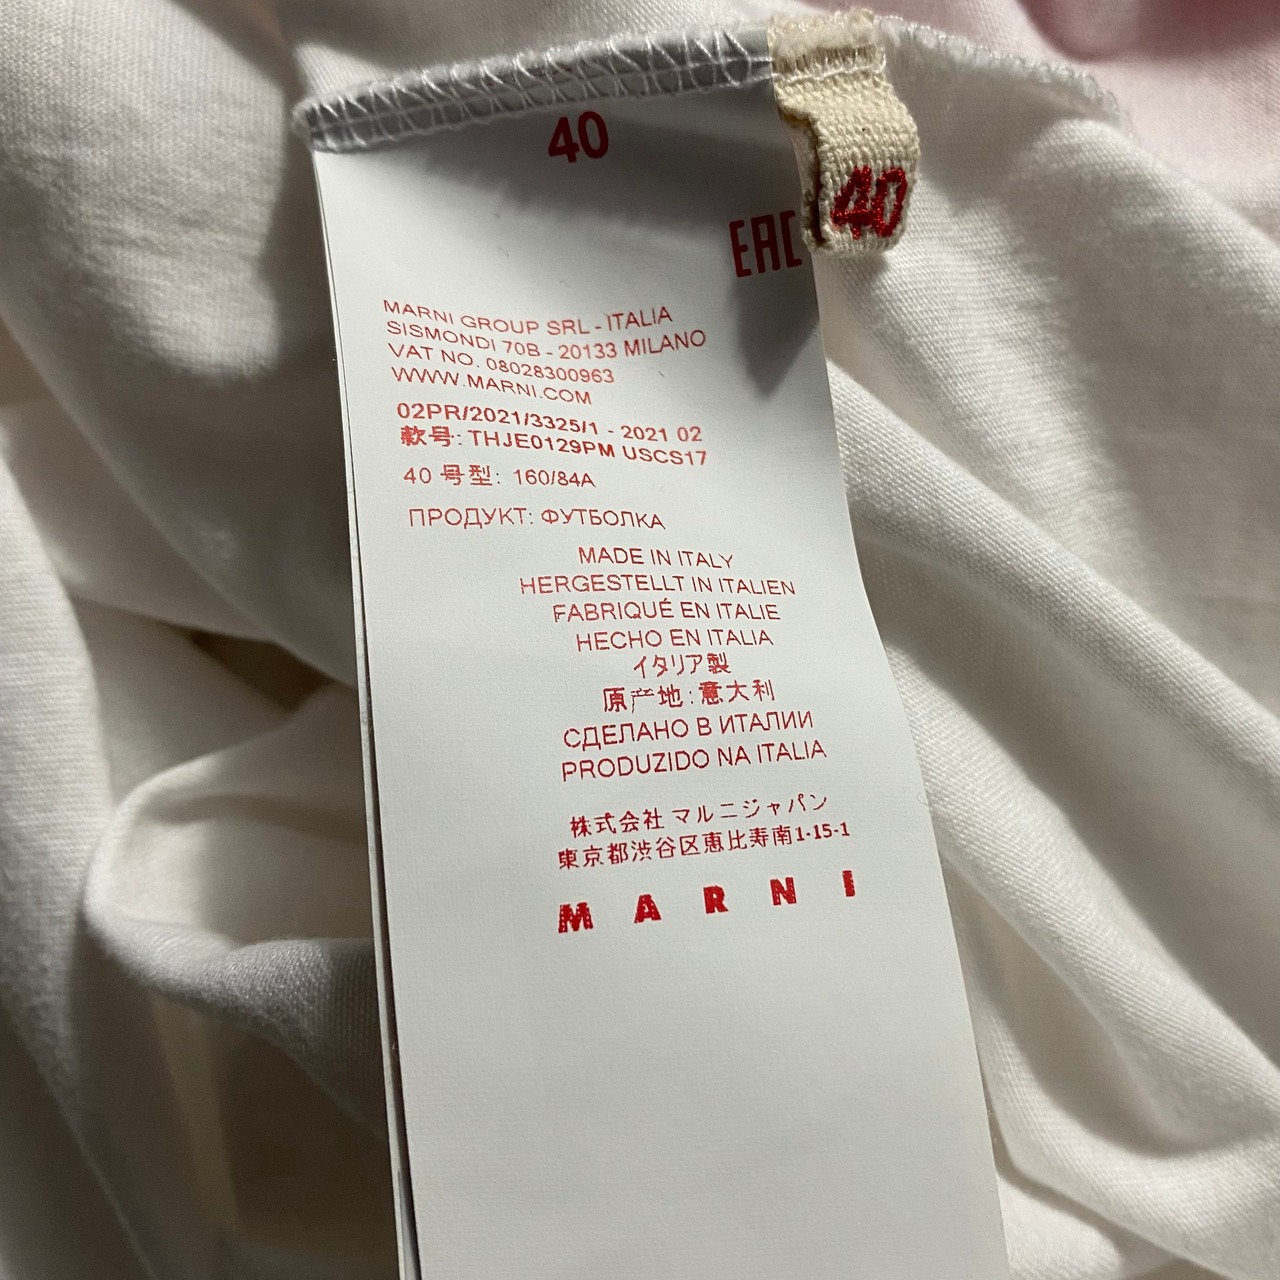 40
40
EAC
MARNI GROUP SRL - ITALIA
SISMONDI 70B - 20133 MILANO
VAT NO. 08028300963
WWW.MARNI.COM
02PR/2021/3325/1 - 2021 02
款号: THJE0129PM USCS17
40 号型: 160/84A
ПРОДУКТ: ФУТБОЛКА
MADE IN ITALY
HERGESTELLT IN ITALIEN
FABRIQUÉ EN ITALIE
HECHO EN ITALIA
イタリア製
原产地: 意大利
СДЕЛАНО В ИТАЛИИ
PRODUZIDO NA ITALIA
株式会社 マルニジャパン
東京都渋谷区恵比寿南1-15-1
MARNI